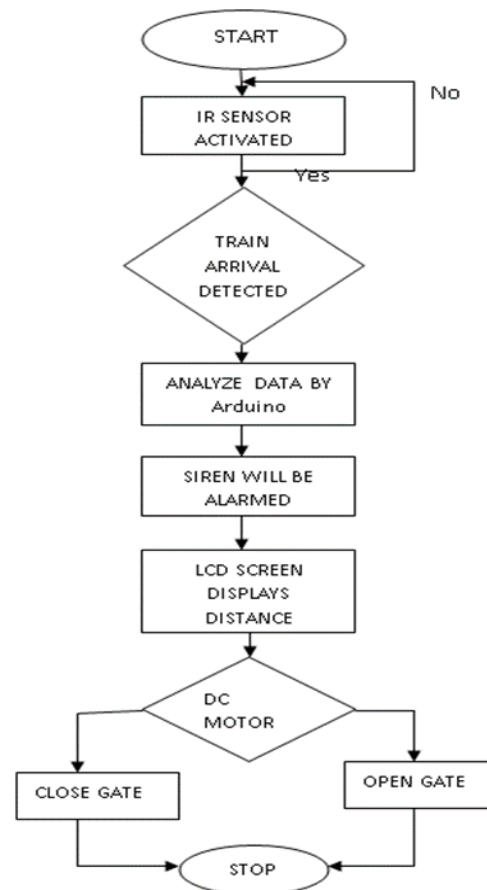 START
No
IR SENSOR
ACTIVATED
Yes
TRAIN
ARRIVAL
DETECTED
ANALYZE DATA BY
Arduino
SIREN WILL BE
ALARMED
LCD SCREEN
DISPLAYS
DISTANCE
DC
MOTOR
CLOSE GATE
OPEN GATE
STOP